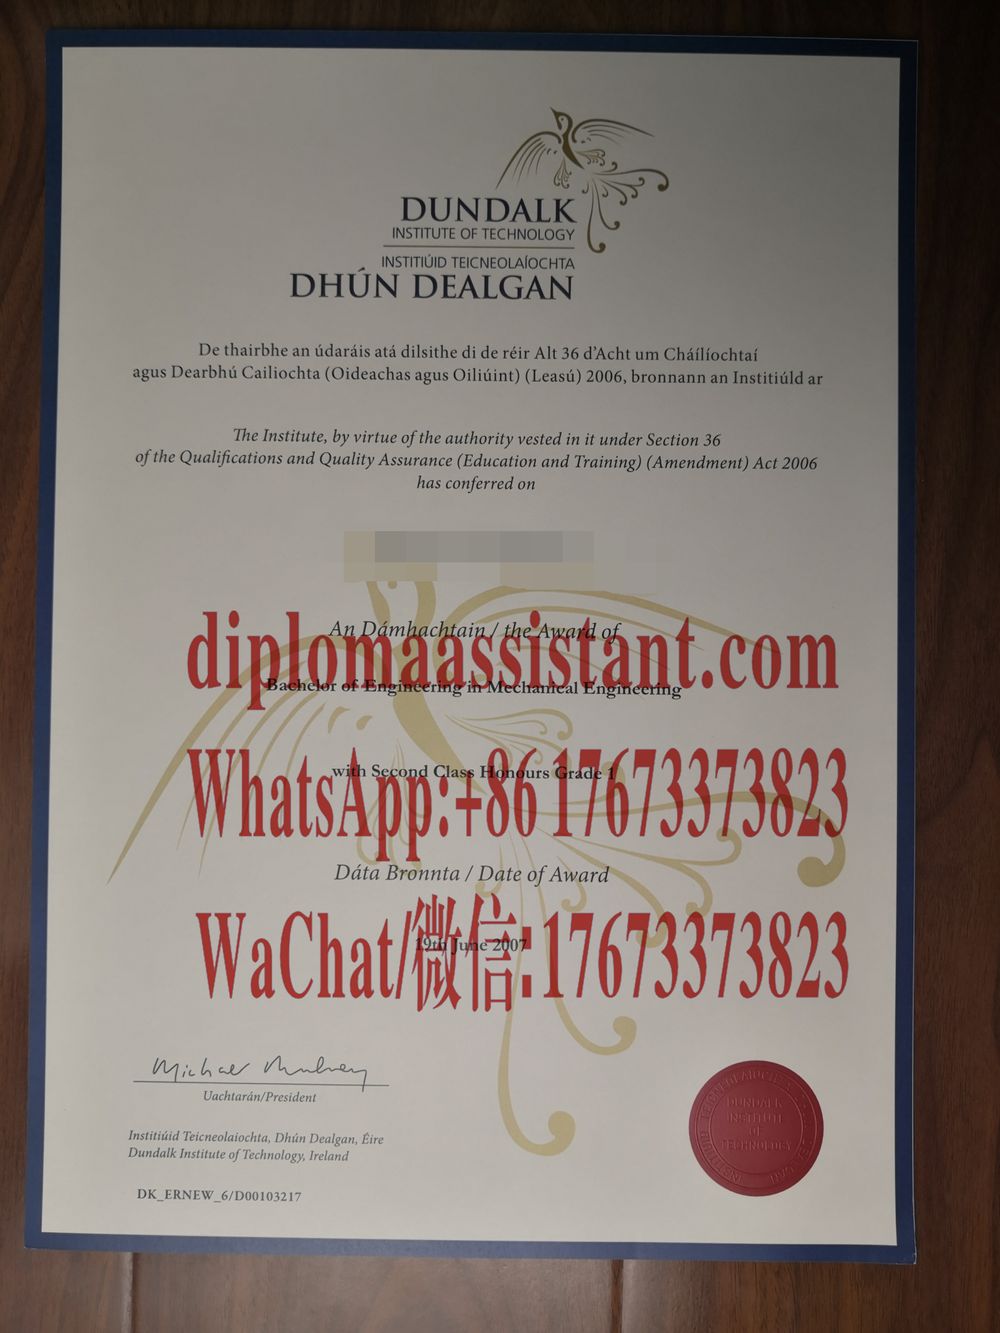 DUNDALK
INSTITUTE OF TECHNOLOGY
INSTITIÚID TEICNEOLAÍOCHTA
DHÚN DEALGAN
De thairbhe an údaráis atá dilsithe di de réir Alt 36 d'Acht um Cháilíochtaí
agus Dearbhú Cailiochta (Oideachas agus Oiliúint) (Leasú) 2006, bronnann an Institiúld ar
The Institute, by virtue of the authority vested in it under Section 36
of the Qualifications and Quality Assurance (Education and Training) (Amendment) Act 2006
has conferred on
An Dámhachtain / the Award of
diplomaassistant.com
Bachelor of Engineering in Mechanical Engineering
with Second Class Honours Grade 1
WhatsApp:+86 17673373823
Dáta Bronnta / Date of Award
19th June 2007
WaChat/微信:17673373823
Michael Mulvey
Uachtarán/President
Institiúid Teicneolaiochta, Dhún Dealgan, Éire
Dundalk Institute of Technology, Ireland
DK_ERNEW_6/D00103217
DUNDALK
INSTITUTE
OF
TECHNOLOGY